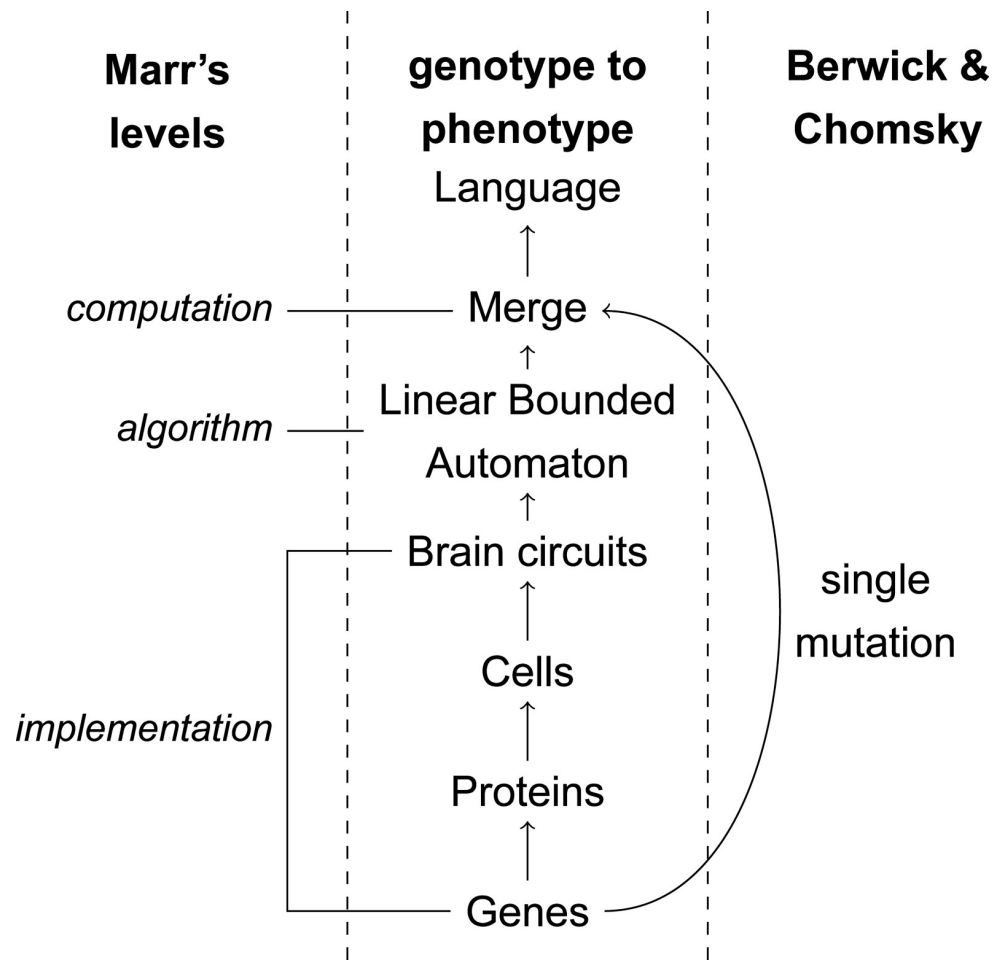 Marr’s
levels
genotype to
phenotype
Berwick &
Chomsky
Language
computation
Merge
algorithm
Linear Bounded
Automaton
Brain circuits
single
mutation
Cells
implementation
Proteins
Genes